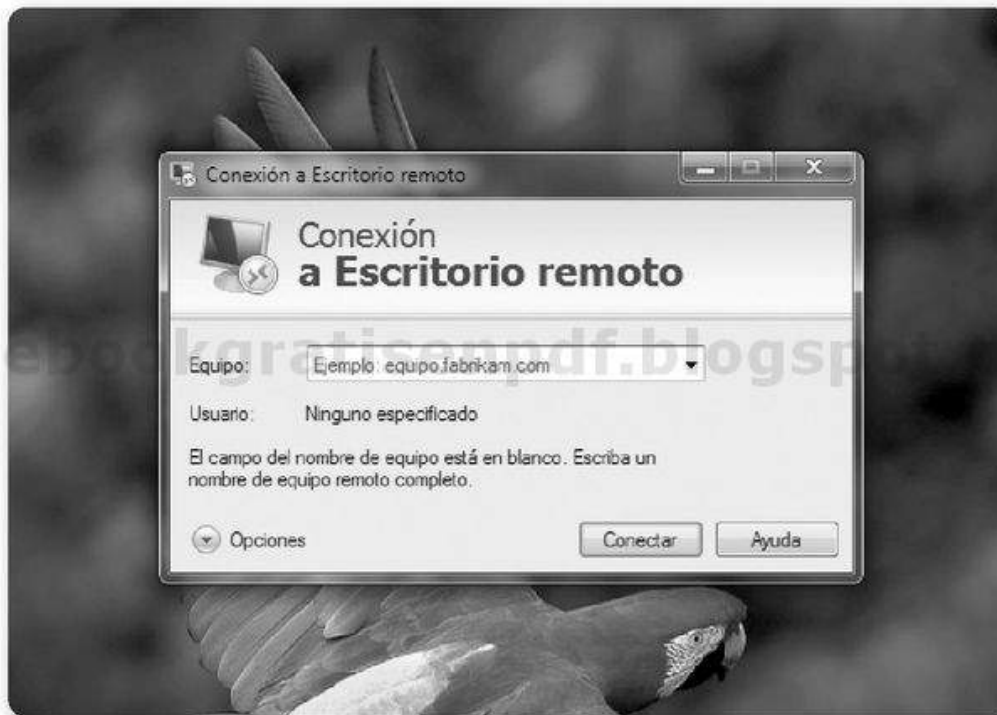 Conexión a Escritorio remoto
Conexión
a Escritorio remoto
ebookgratisenpdf.blogsp
Equipo: Ejemplo: equipo.fabrikam.com
Usuario: Ninguno especificado
El campo del nombre de equipo está en blanco. Escriba un
nombre de equipo remoto completo.
Opciones Conectar Ayuda